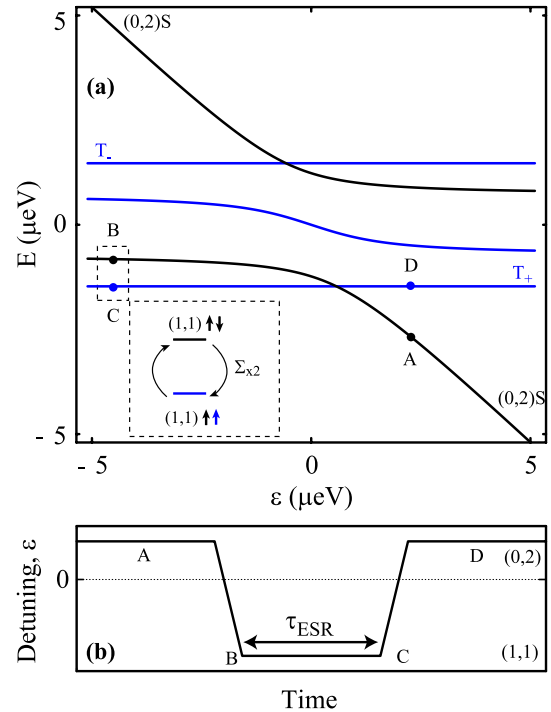 5
(0,2)S
(a)
T-
E (μeV)
0
B
D
T+
C
(1,1) ↑↓
A
Σx2
(1,1) ↑↑
(0,2)S
- 5
- 5 0 5
ε (μeV)
Detuning, ε
A D (0,2)
0
τESR
(b) B C (1,1)
Time